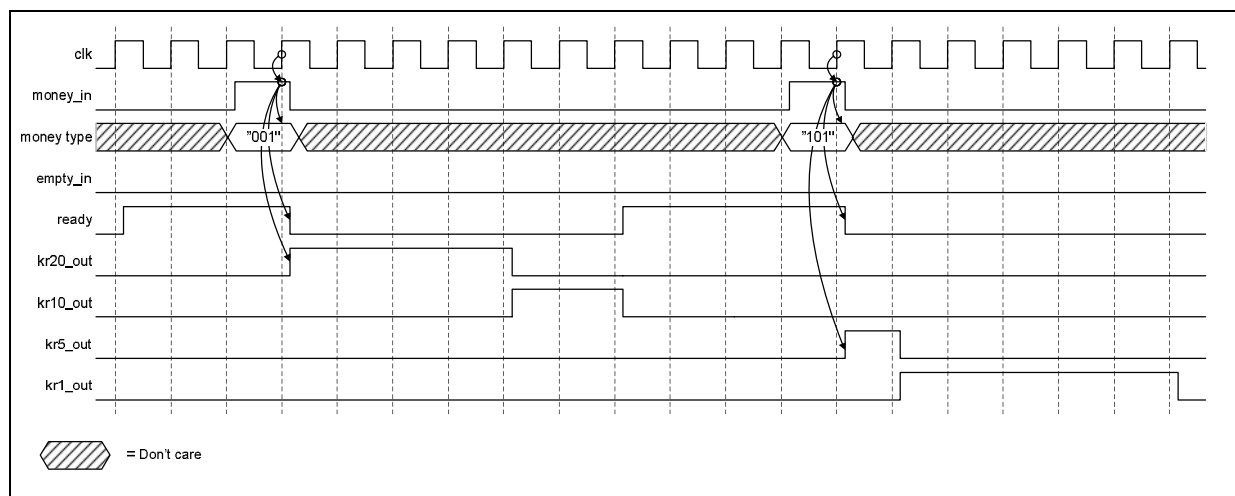 clk
money_in
money type
"001"
"101"
empty_in
ready
kr20_out
kr10_out
kr5_out
kr1_out
= Don't care